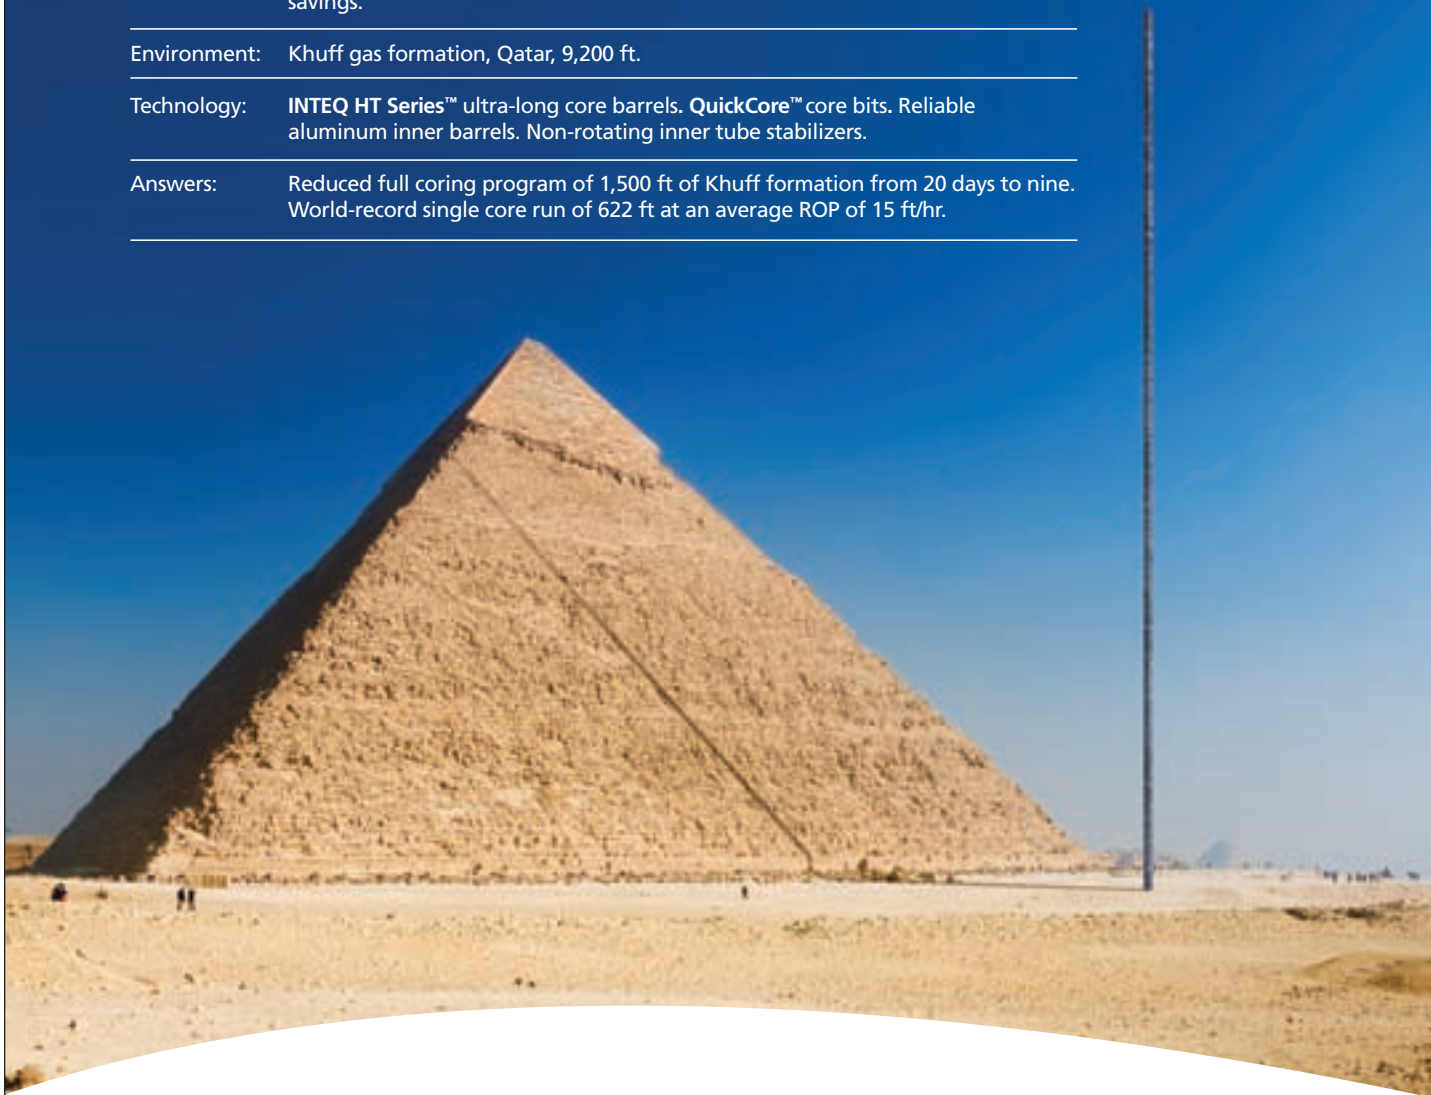 savings.
Environment: Khuff gas formation, Qatar, 9,200 ft.
Technology: INTEQ HT Series™ ultra-long core barrels. QuickCore™ core bits. Reliable
aluminum inner barrels. Non-rotating inner tube stabilizers.
Answers: Reduced full coring program of 1,500 ft of Khuff formation from 20 days to nine.
World-record single core run of 622 ft at an average ROP of 15 ft/hr.